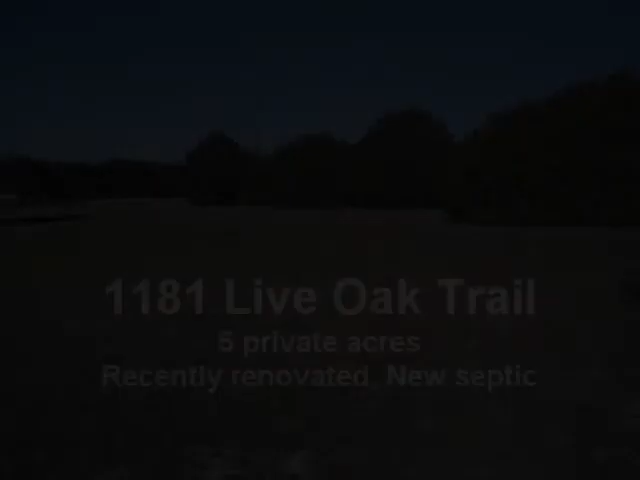 1181 Live Oak Trail
5 private acres
Recently renovated. New septic